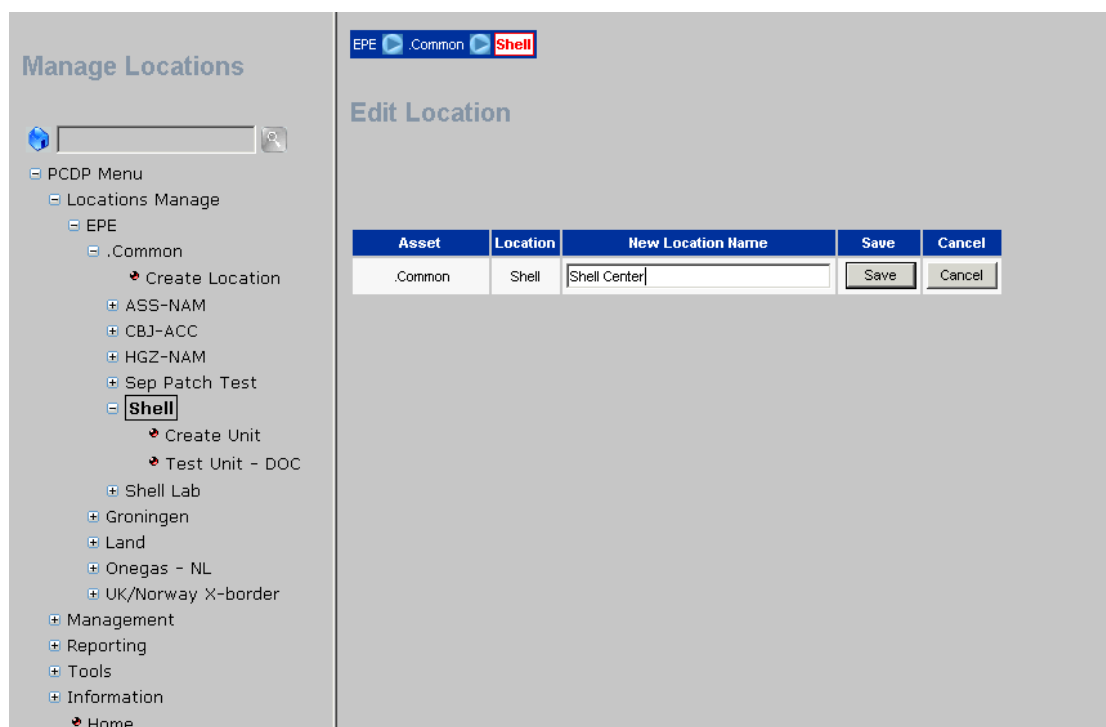 Manage Locations
PCDP Menu
Locations Manage
EPE
.Common
Create Location
ASS-NAM
CBJ-ACC
HGZ-NAM
Sep Patch Test
Shell
Create Unit
Test Unit - DOC
Shell Lab
Groningen
Land
Onegas - NL
UK/Norway X-border
Management
Reporting
Tools
Information
Home
EPE .Common Shell
Edit Location
Asset Location New Location Name Save Cancel
.Common Shell Shell Center Save Cancel